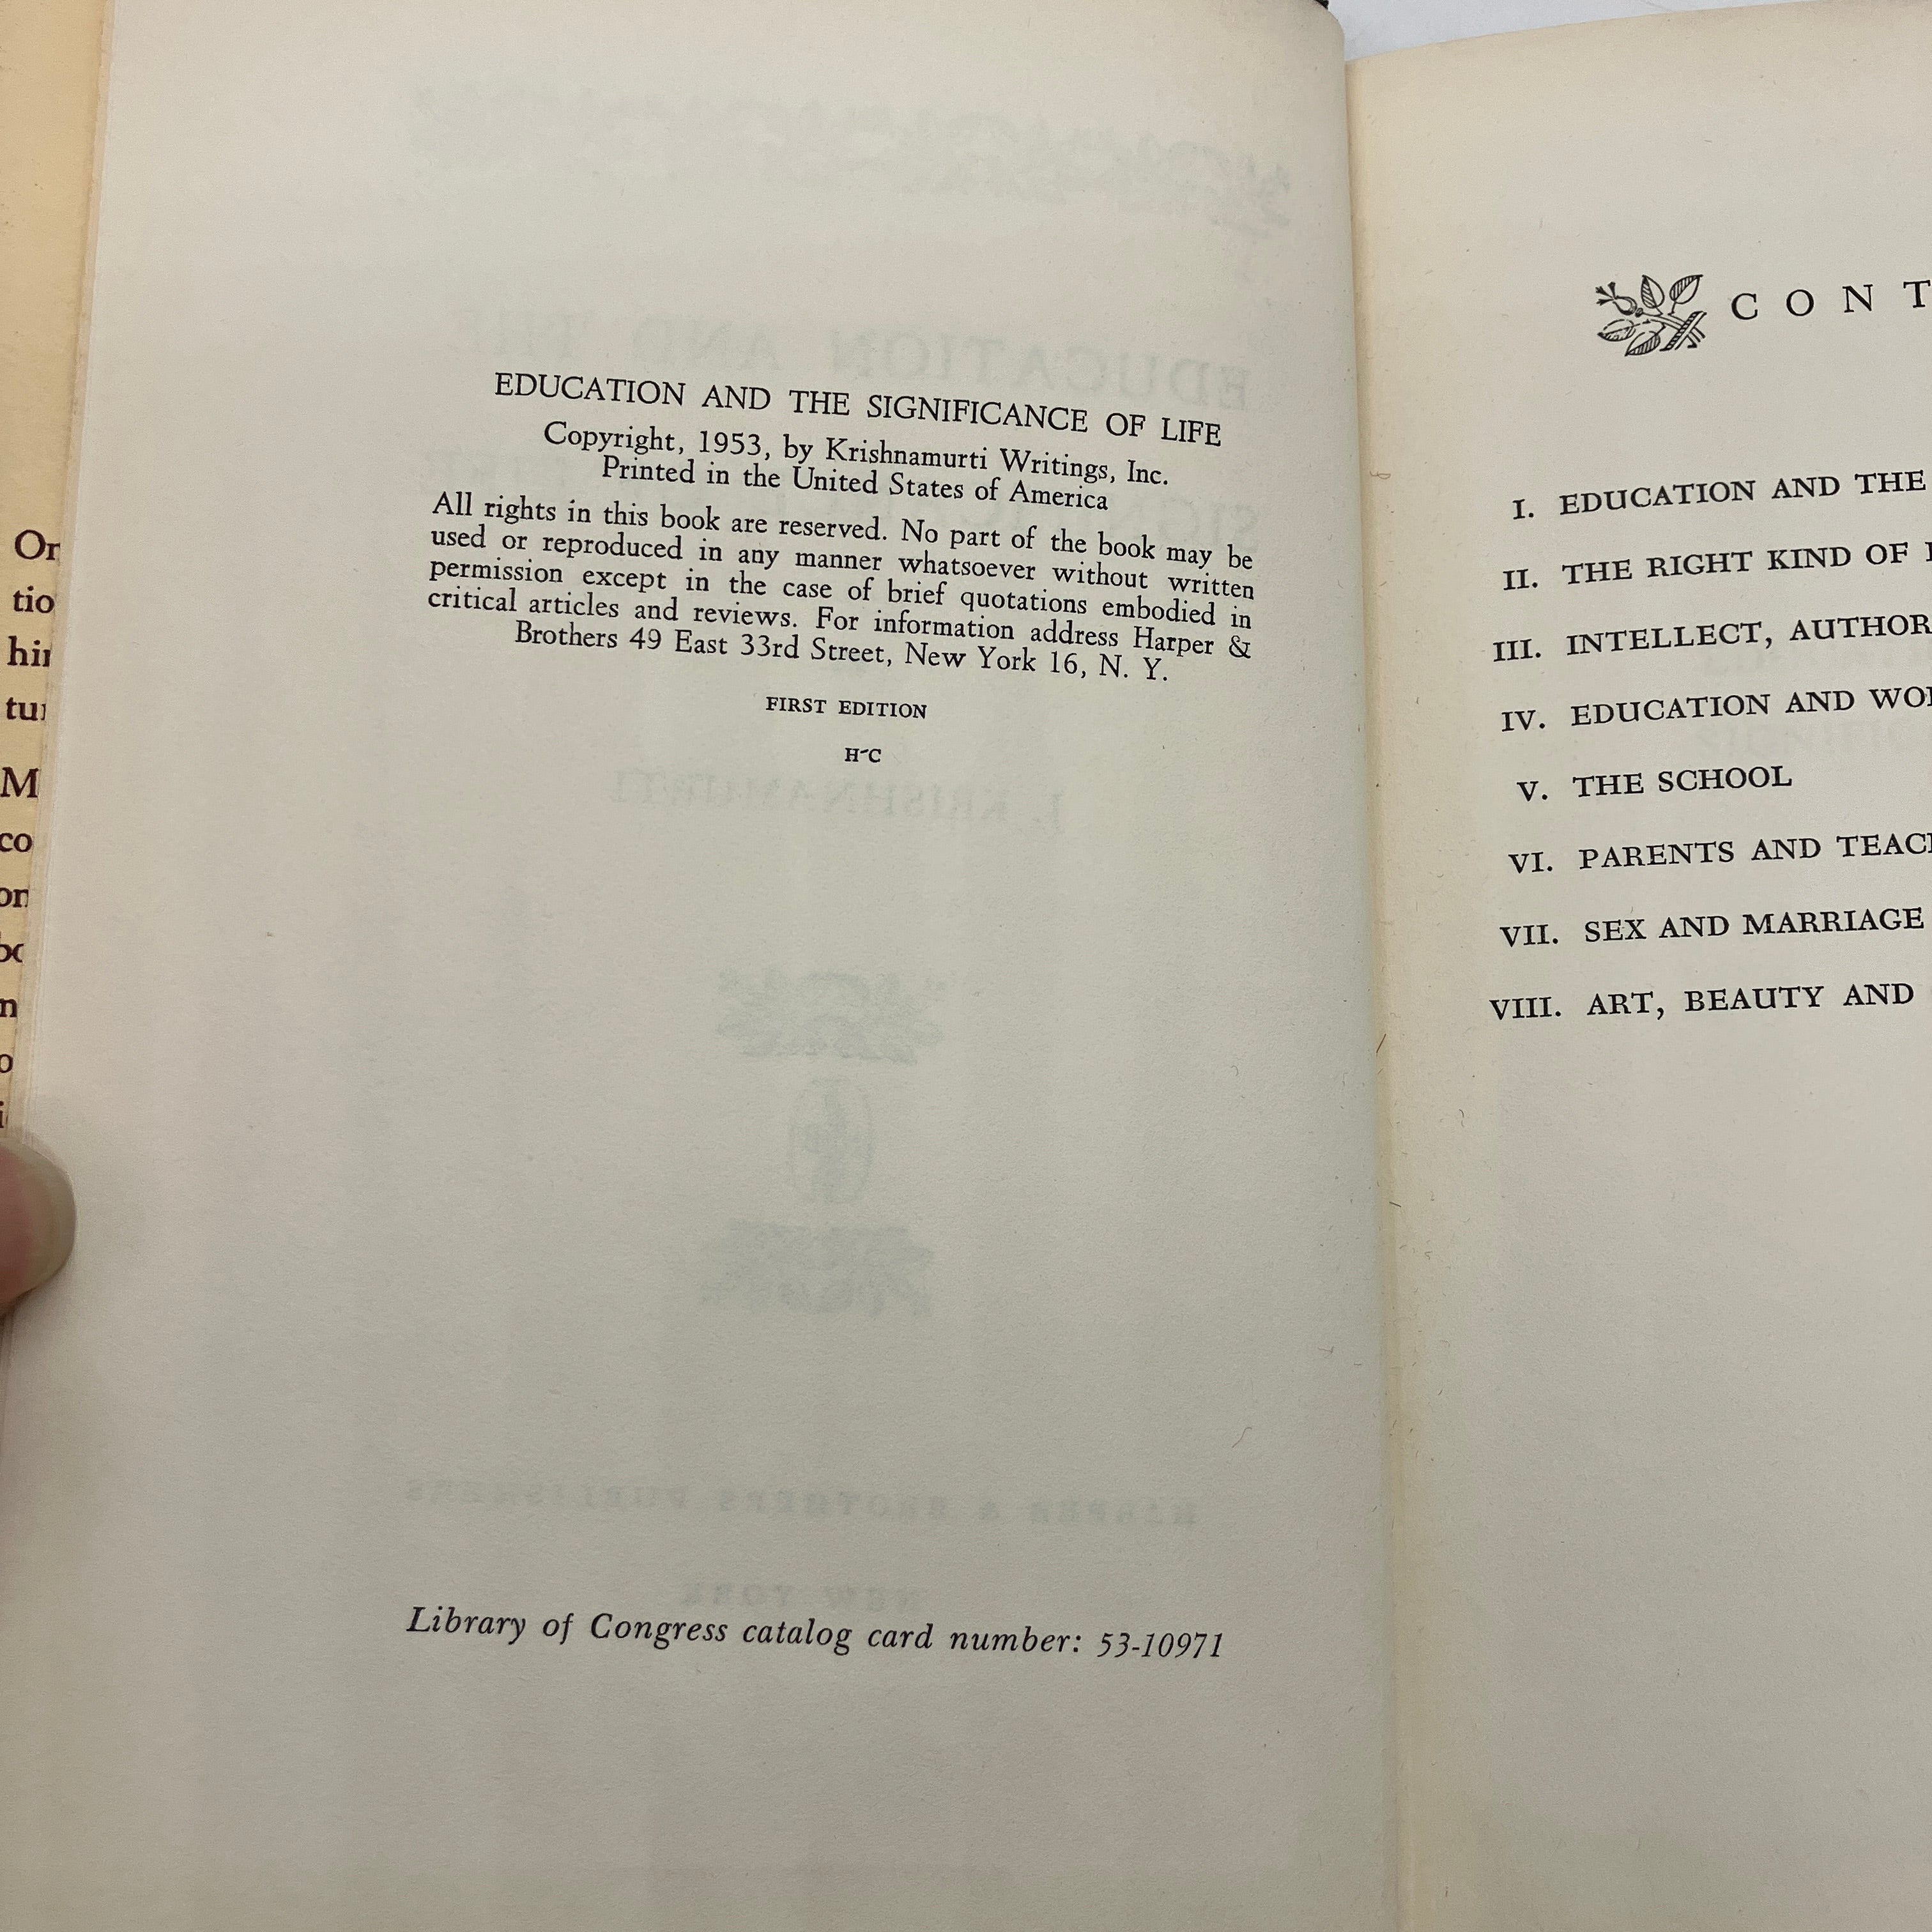 EDUCATION AND THE SIGNIFICANCE OF LIFE
Copyright, 1953, by Krishnamurti Writings, Inc.
Printed in the United States of America
All rights in this book are reserved. No part of the book may be
used or reproduced in any manner whatsoever without written
permission except in the case of brief quotations embodied in
critical articles and reviews. For information address Harper &
Brothers 49 East 33rd Street, New York 16, N. Y.
FIRST EDITION
H-C
Library of Congress catalog card number: 53-10971
CONT
I. EDUCATION AND THE
II. THE RIGHT KIND OF
III. INTELLECT, AUTHOR
IV. EDUCATION AND WO
V. THE SCHOOL
VI. PARENTS AND TEAC
VII. SEX AND MARRIAGE
VIII. ART, BEAUTY AND